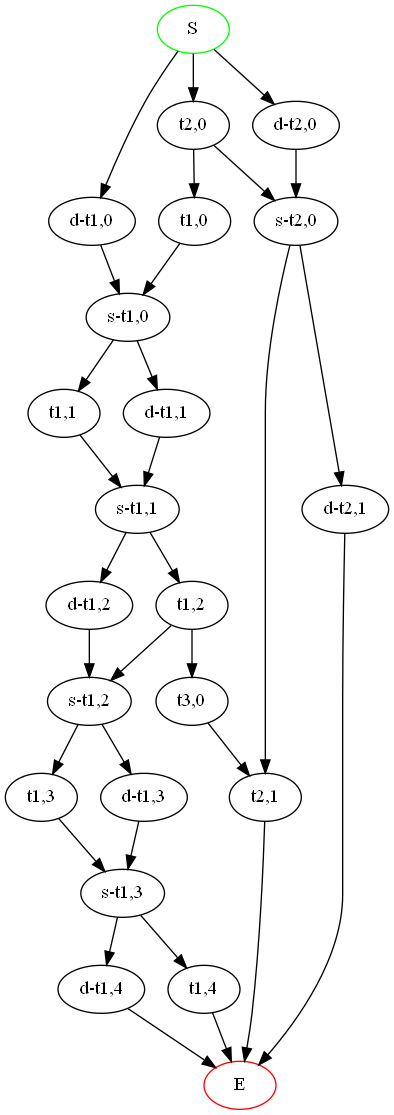 S
t2,0
d-t2,0
d-t1,0
t1,0
s-t2,0
s-t1,0
t1,1
d-t1,1
s-t1,1
d-t2,1
d-t1,2
t1,2
s-t1,2
t3,0
t1,3
d-t1,3
t2,1
s-t1,3
d-t1,4
t1,4
E